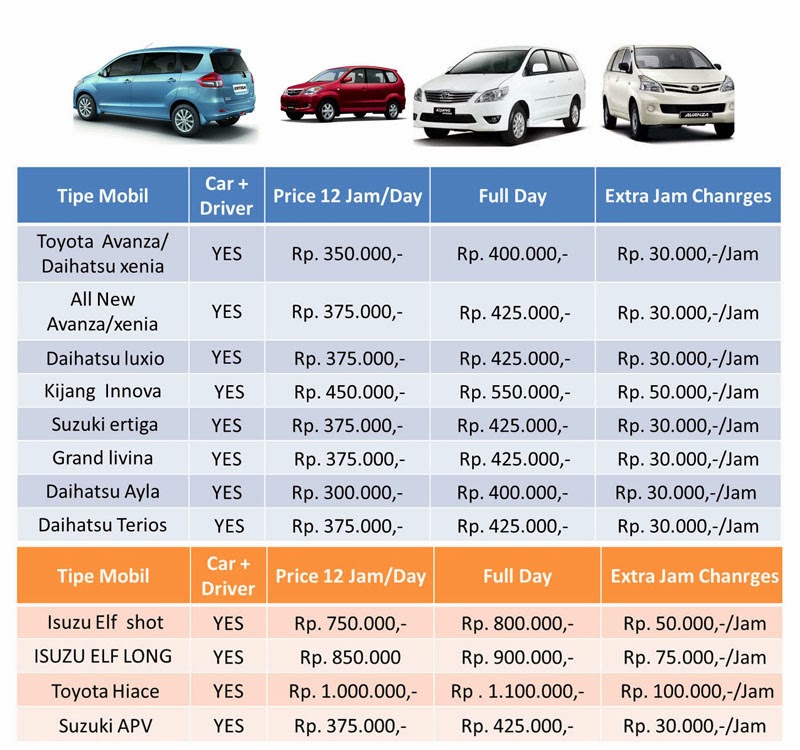 ERTIGA
KIJANG
AVANZA
Tipe Mobil Car + Driver Price 12 Jam/Day Full Day Extra Jam Chanrges
Toyota Avanza/ Daihatsu xenia YES Rp. 350.000,- Rp. 400.000,- Rp. 30.000,-/Jam
All New Avanza/xenia YES Rp. 375.000,- Rp. 425.000,- Rp. 30.000,-/Jam
Daihatsu luxio YES Rp. 375.000,- Rp. 425.000,- Rp. 30.000,-/Jam
Kijang Innova YES Rp. 450.000,- Rp. 550.000,- Rp. 50.000,-/Jam
Suzuki ertiga YES Rp. 375.000,- Rp. 425.000,- Rp. 30.000,-/Jam
Grand livina YES Rp. 375.000,- Rp. 425.000,- Rp. 30.000,-/Jam
Daihatsu Ayla YES Rp. 300.000,- Rp. 400.000,- Rp. 30.000,-/Jam
Daihatsu Terios YES Rp. 375.000,- Rp. 425.000,- Rp. 30.000,-/Jam
Tipe Mobil Car + Driver Price 12 Jam/Day Full Day Extra Jam Chanrges
Isuzu Elf shot YES Rp. 750.000,- Rp. 800.000,- Rp. 50.000,-/Jam
ISUZU ELF LONG YES Rp. 850.000 Rp. 900.000,- Rp. 75.000,-/Jam
Toyota Hiace YES Rp. 1.000.000,- Rp . 1.100.000,- Rp. 100.000,-/Jam
Suzuki APV YES Rp. 375.000,- Rp. 425.000,- Rp. 30.000,-/Jam